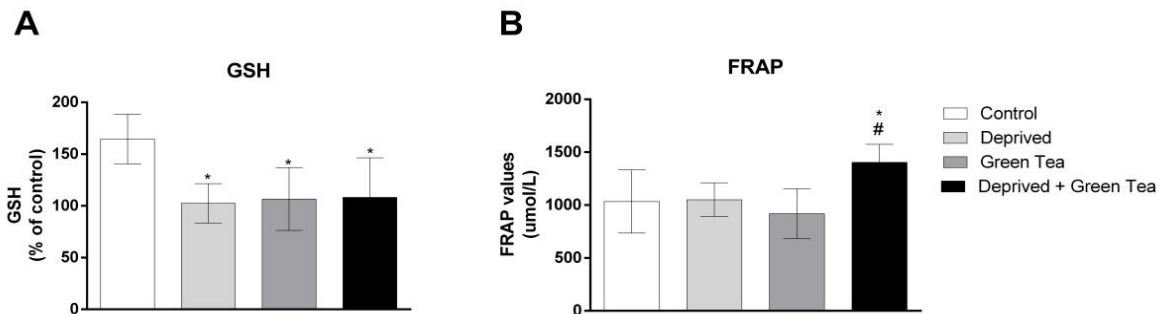 A
GSH
GSH
(% of control)
200
150
100
50
0
*
*
*
B
FRAP
FRAP values
(umol/L)
2000
1500
1000
500
0
*
#
Control
Deprived
Green Tea
Deprived + Green Tea